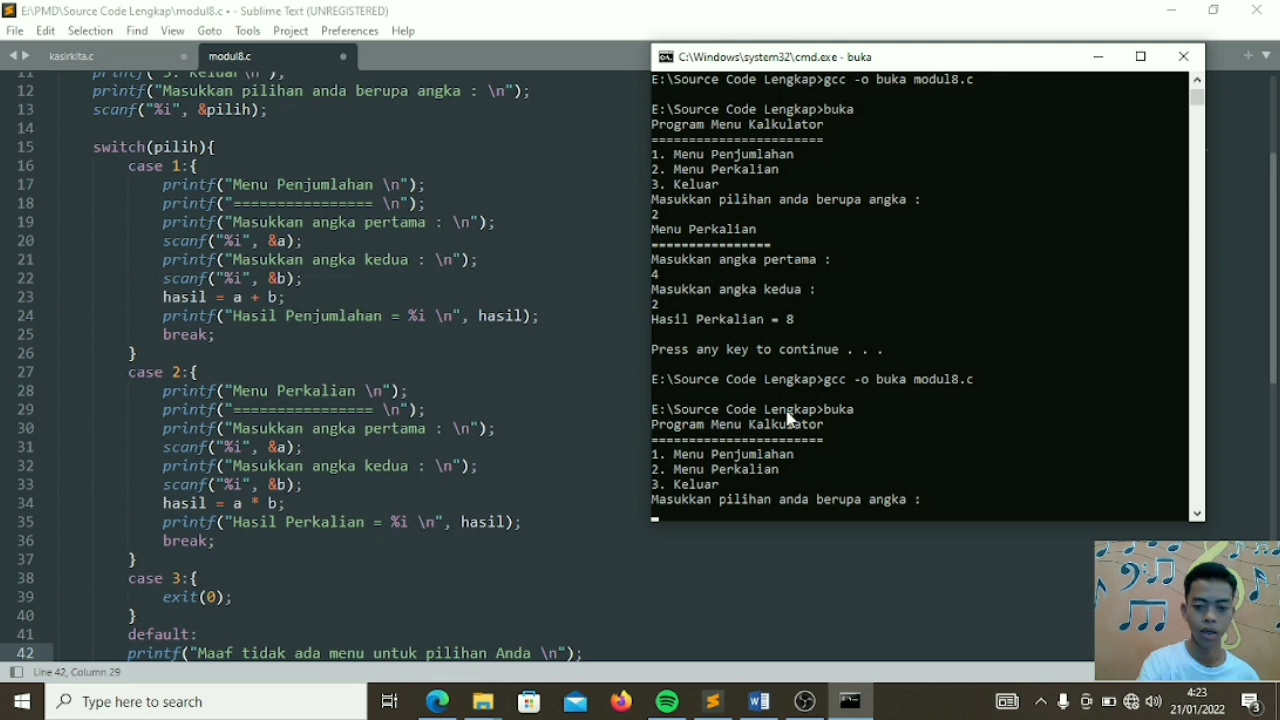 E:\PMD\Source Code Lengkap\modul8.c • - Sublime Text (UNREGISTERED)
File Edit Selection Find View Goto Tools Project Preferences Help
kasirkita.c
modul8.c
11 printf("3. Keluar\n");
12 printf("Masukkan pilihan anda berupa angka : \n");
13 scanf("%i", &pilih);
14
15 switch(pilih){
16 case 1:{
17 printf("Menu Penjumlahan \n");
18 printf("================ \n");
19 printf("Masukkan angka pertama : \n");
20 scanf("%i", &a);
21 printf("Masukkan angka kedua : \n");
22 scanf("%i", &b);
23 hasil = a + b;
24 printf("Hasil Penjumlahan = %i \n", hasil);
25 break;
26 }
27 case 2:{
28 printf("Menu Perkalian \n");
29 printf("================ \n");
30 printf("Masukkan angka pertama : \n");
31 scanf("%i", &a);
32 printf("Masukkan angka kedua : \n");
33 scanf("%i", &b);
34 hasil = a * b;
35 printf("Hasil Perkalian = %i \n", hasil);
36 break;
37 }
38 case 3:{
39 exit(0);
40 }
41 default:
42 printf("Maaf tidak ada menu untuk pilihan Anda \n");
Line 42, Column 29
C:\Windows\system32\cmd.exe - buka
E:\Source Code Lengkap>gcc -o buka modul8.c
E:\Source Code Lengkap>buka
Program Menu Kalkulator
=======================
1. Menu Penjumlahan
2. Menu Perkalian
3. Keluar
Masukkan pilihan anda berupa angka :
2
Menu Perkalian
================
Masukkan angka pertama :
4
Masukkan angka kedua :
2
Hasil Perkalian = 8
Press any key to continue . . .
E:\Source Code Lengkap>gcc -o buka modul8.c
E:\Source Code Lengkap>buka
Program Menu Kalkulator
=======================
1. Menu Penjumlahan
2. Menu Perkalian
3. Keluar
Masukkan pilihan anda berupa angka :
Type here to search
4:23
21/01/2022
3